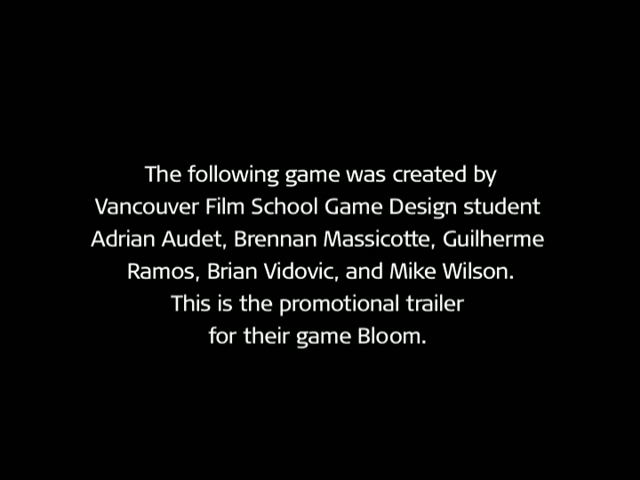 The following game was created by
Vancouver Film School Game Design student
Adrian Audet, Brennan Massicotte, Guilherme
Ramos, Brian Vidovic, and Mike Wilson.
This is the promotional trailer
for their game Bloom.